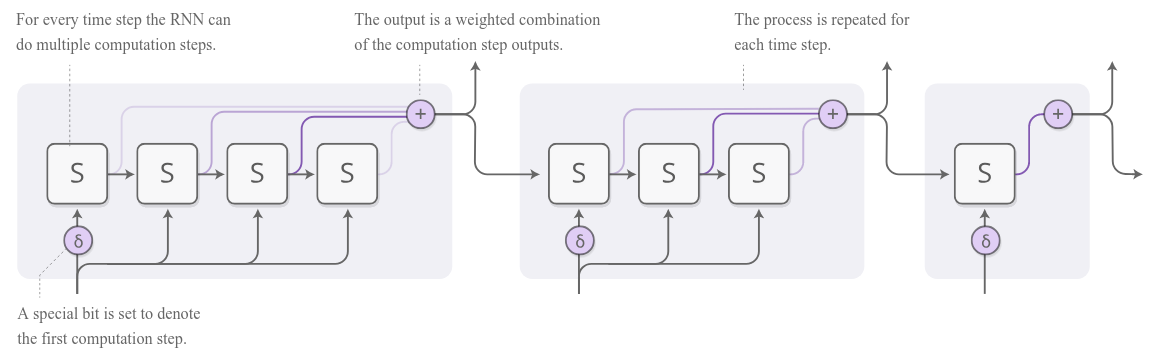 For every time step the RNN can
do multiple computation steps.
The output is a weighted combination
of the computation step outputs.
The process is repeated for
each time step.
+
+
+
S S S S
S S S
S
δ
δ
δ
A special bit is set to denote
the first computation step.